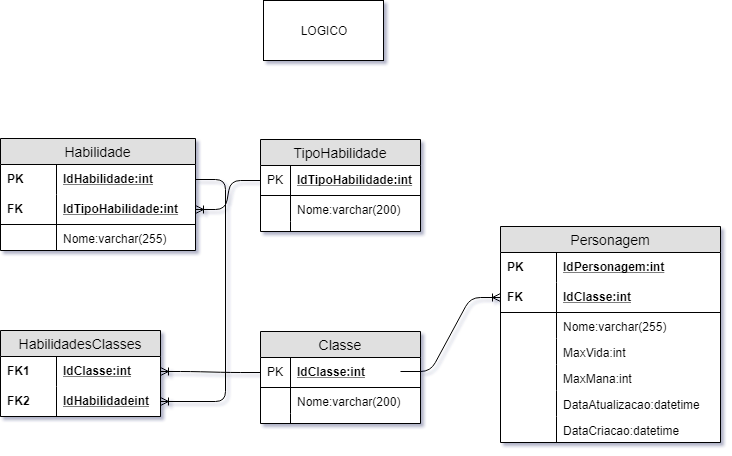 LOGICO
Habilidade
PK IdHabilidade:int
FK IdTipoHabilidade:int
Nome:varchar(255)
TipoHabilidade
PK IdTipoHabilidade:int
Nome:varchar(200)
Personagem
PK IdPersonagem:int
FK IdClasse:int
Nome:varchar(255)
MaxVida:int
MaxMana:int
DataAtualizacao:datetime
DataCriacao:datetime
HabilidadesClasses
FK1 IdClasse:int
FK2 IdHabilidadeint
Classe
PK IdClasse:int
Nome:varchar(200)